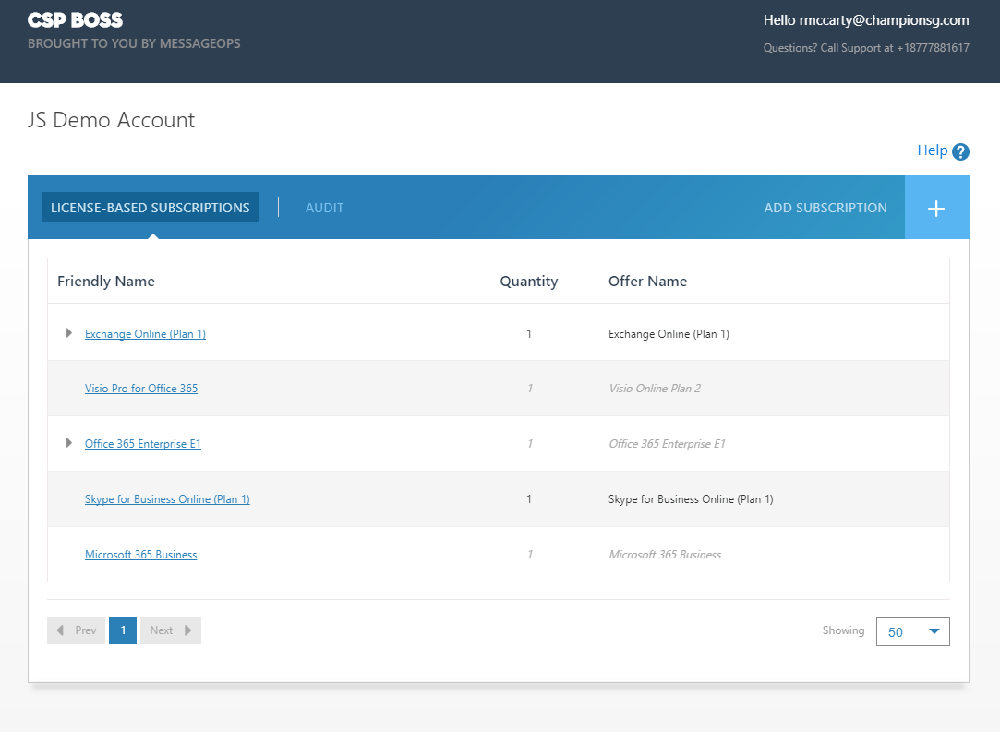 CSP BOSS
BROUGHT TO YOU BY MESSAGEOPS
Hello rmccarty@championsg.com
Questions? Call Support at +18777881617
JS Demo Account
Help ?
LICENSE-BASED SUBSCRIPTIONS AUDIT ADD SUBSCRIPTION +
Friendly Name Quantity Offer Name
Exchange Online (Plan 1) 1 Exchange Online (Plan 1)
Visio Pro for Office 365 1 Visio Online Plan 2
Office 365 Enterprise E1 1 Office 365 Enterprise E1
Skype for Business Online (Plan 1) 1 Skype for Business Online (Plan 1)
Microsoft 365 Business 1 Microsoft 365 Business
Prev 1 Next Showing 50